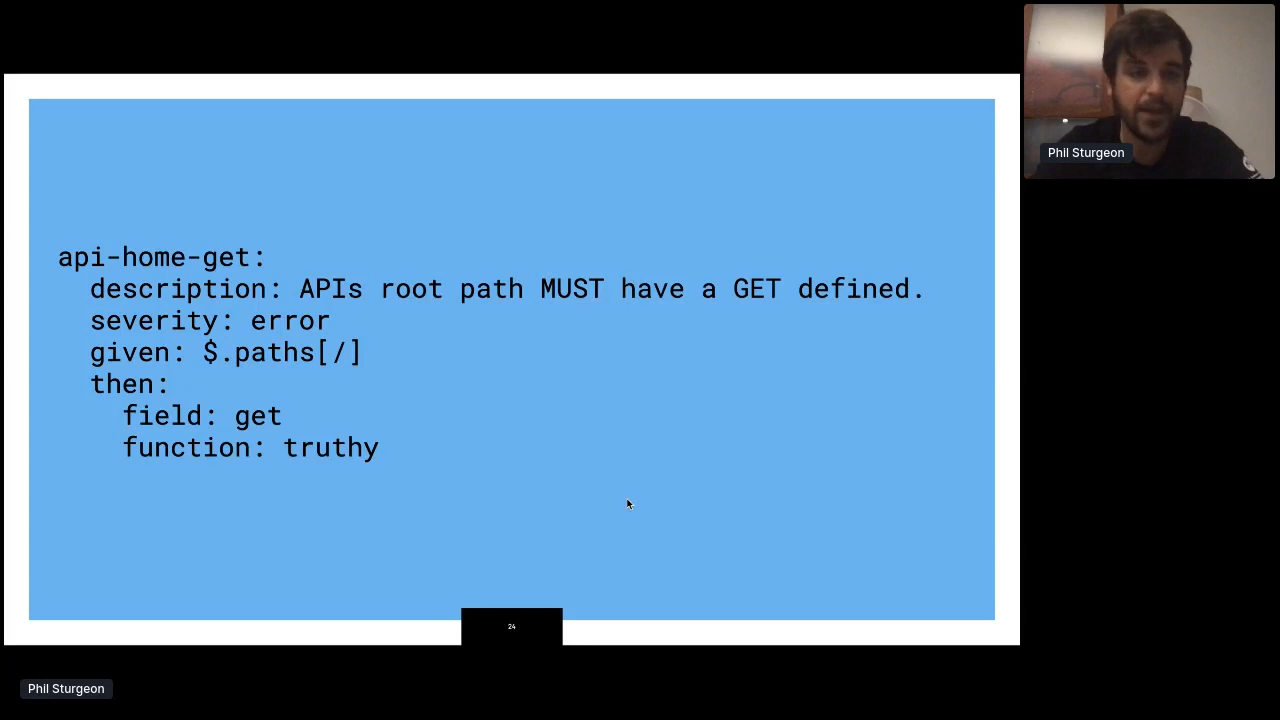 Phil Sturgeon
api-home-get:
description: APIs root path MUST have a GET defined.
severity: error
given: $.paths[/]
then:
field: get
function: truthy
24
Phil Sturgeon